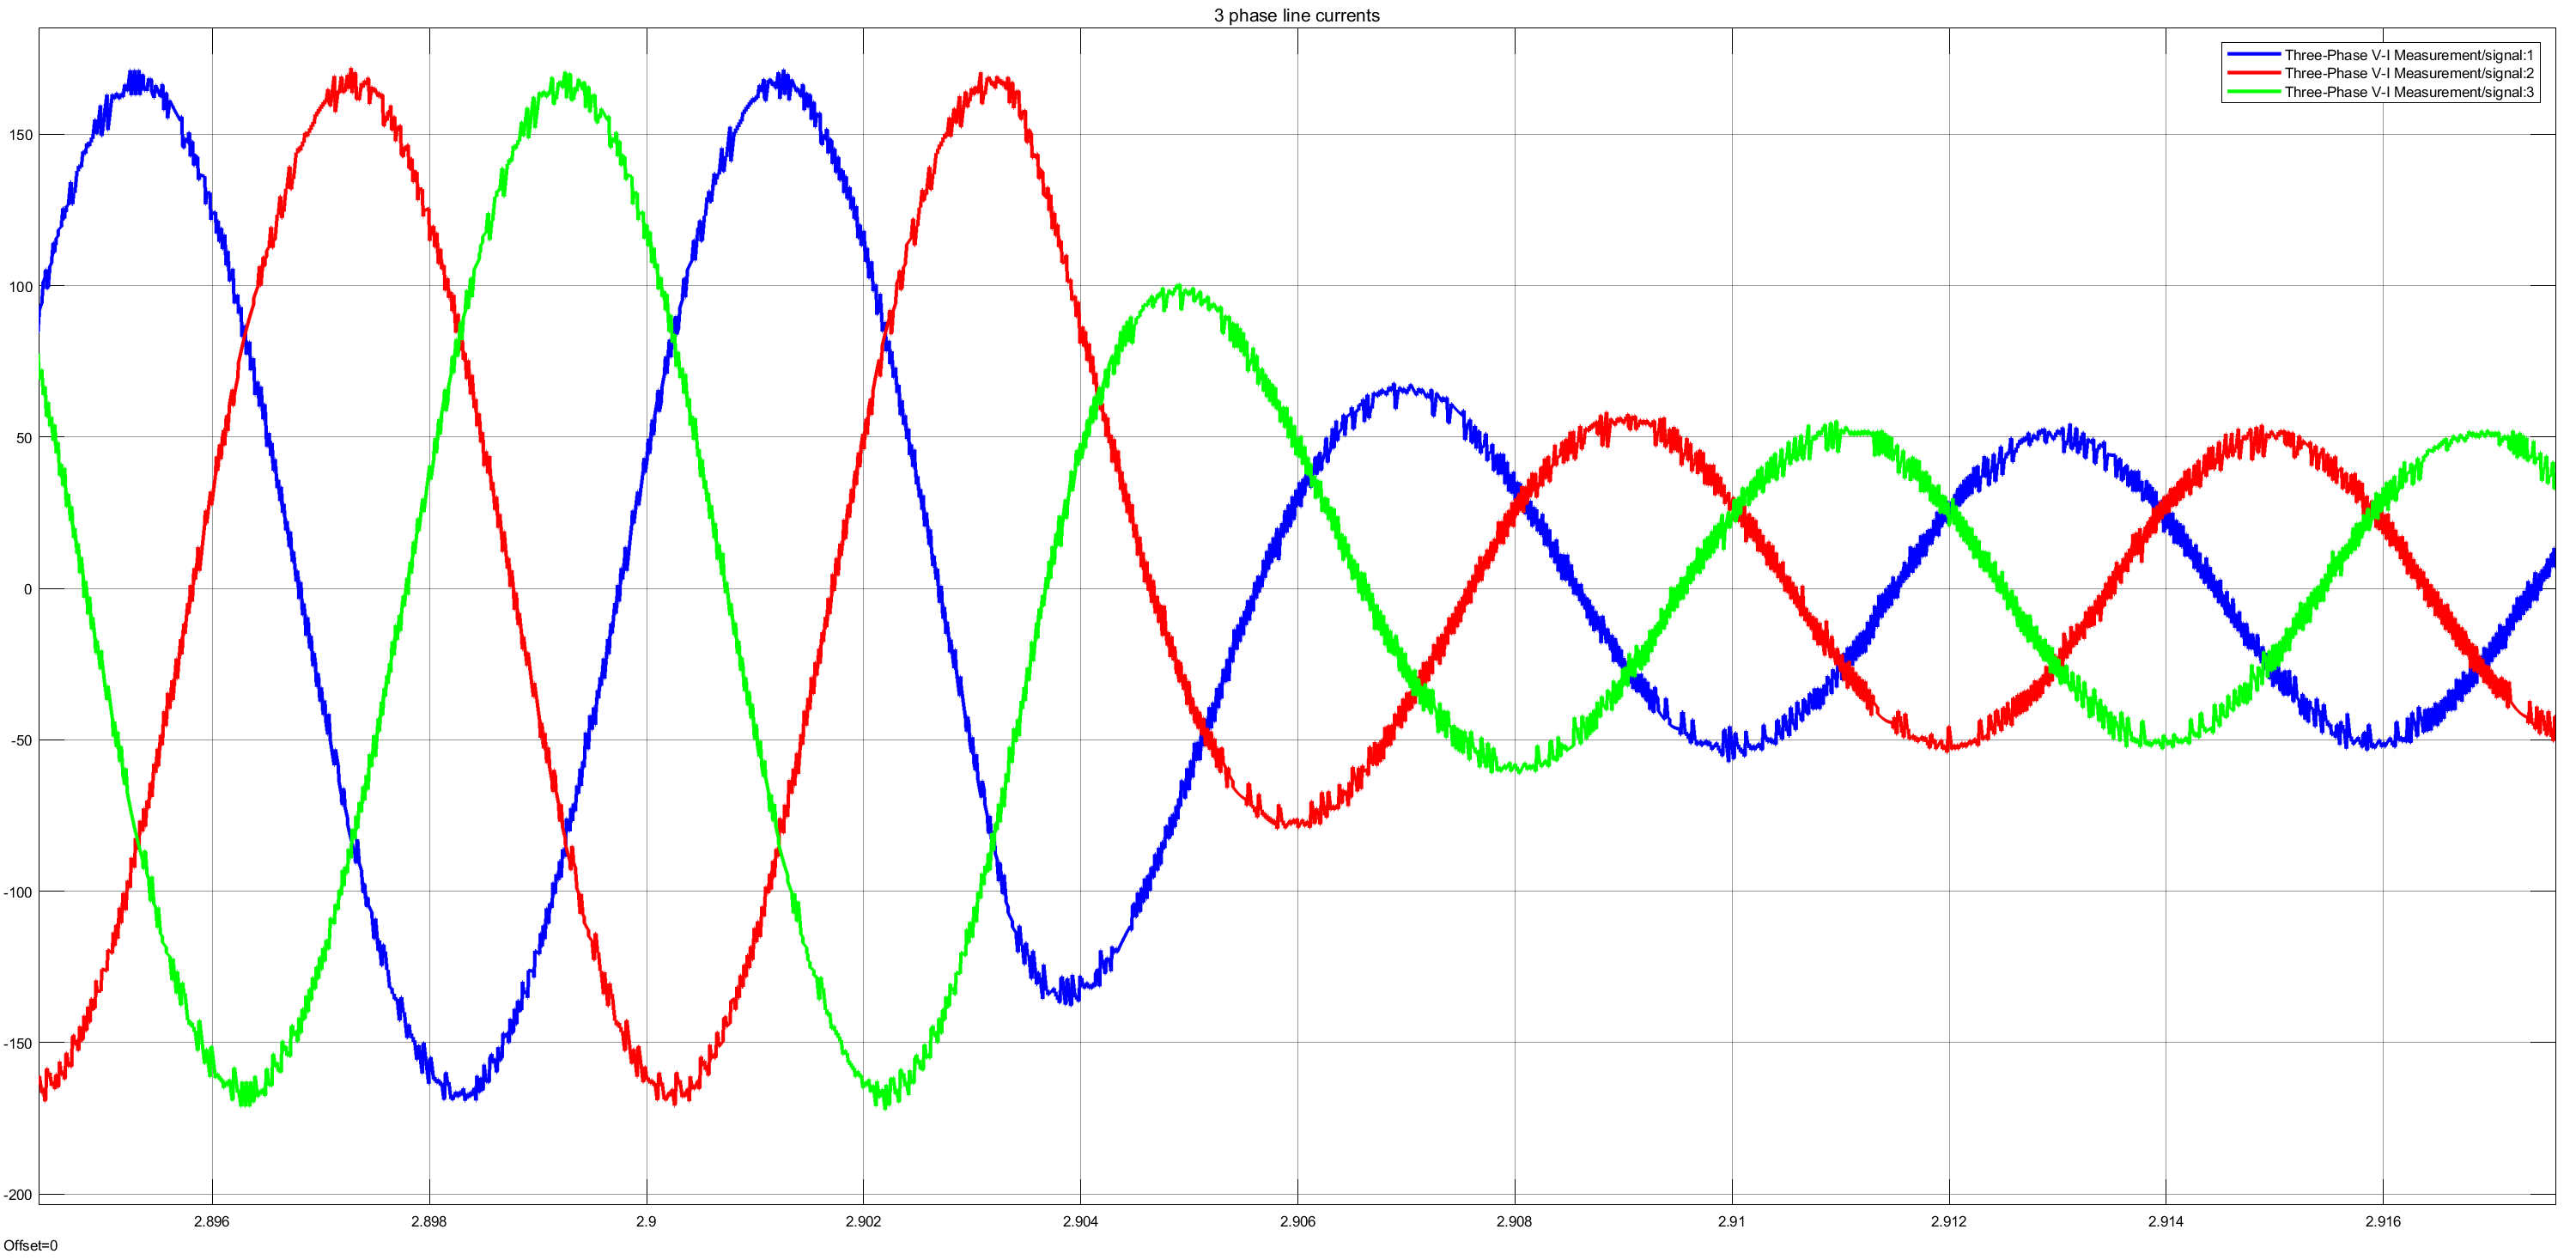 3 phase line currents
Three-Phase V-I Measurement/signal:1
Three-Phase V-I Measurement/signal:2
Three-Phase V-I Measurement/signal:3
150
100
50
0
-50
-100
-150
-200
2.896 2.898 2.9 2.902 2.904 2.906 2.908 2.91 2.912 2.914 2.916
Offset=0